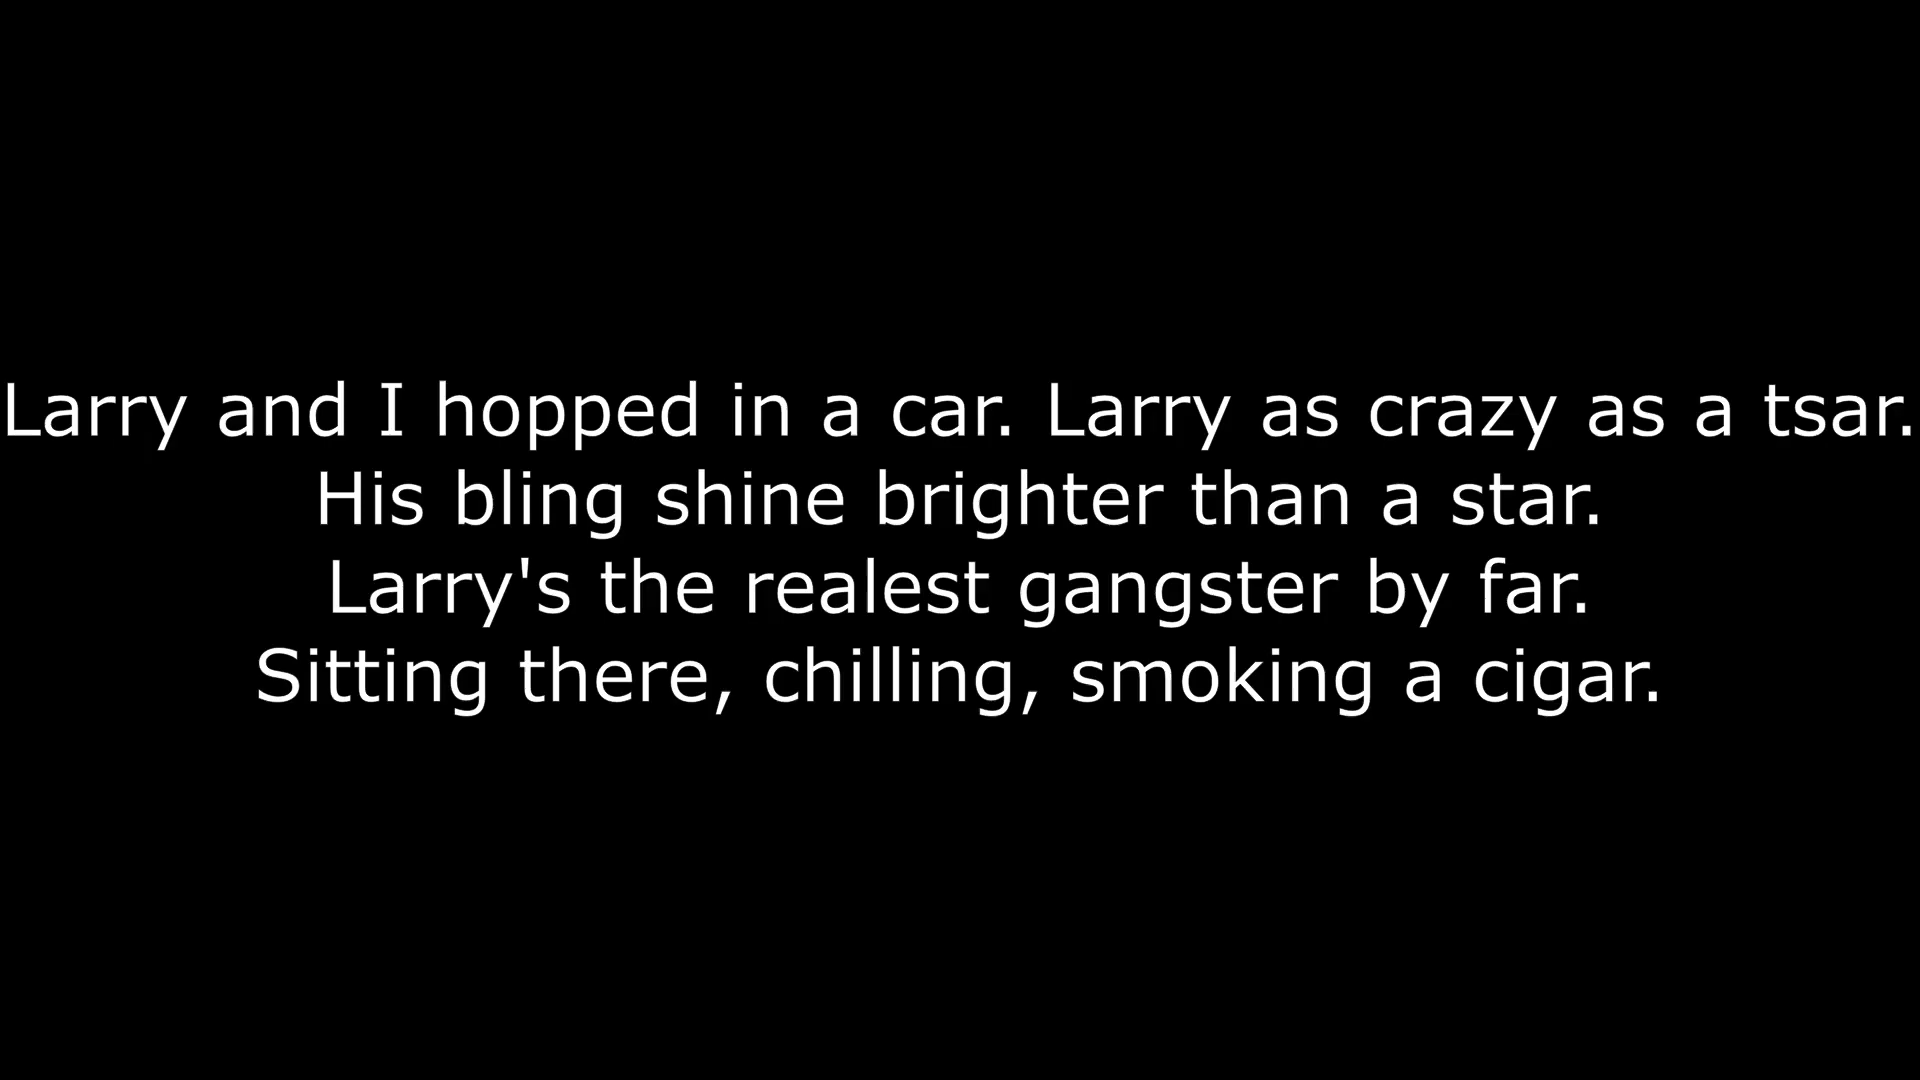 Larry and I hopped in a car. Larry as crazy as a tsar.
His bling shine brighter than a star.
Larry's the realest gangster by far.
Sitting there, chilling, smoking a cigar.